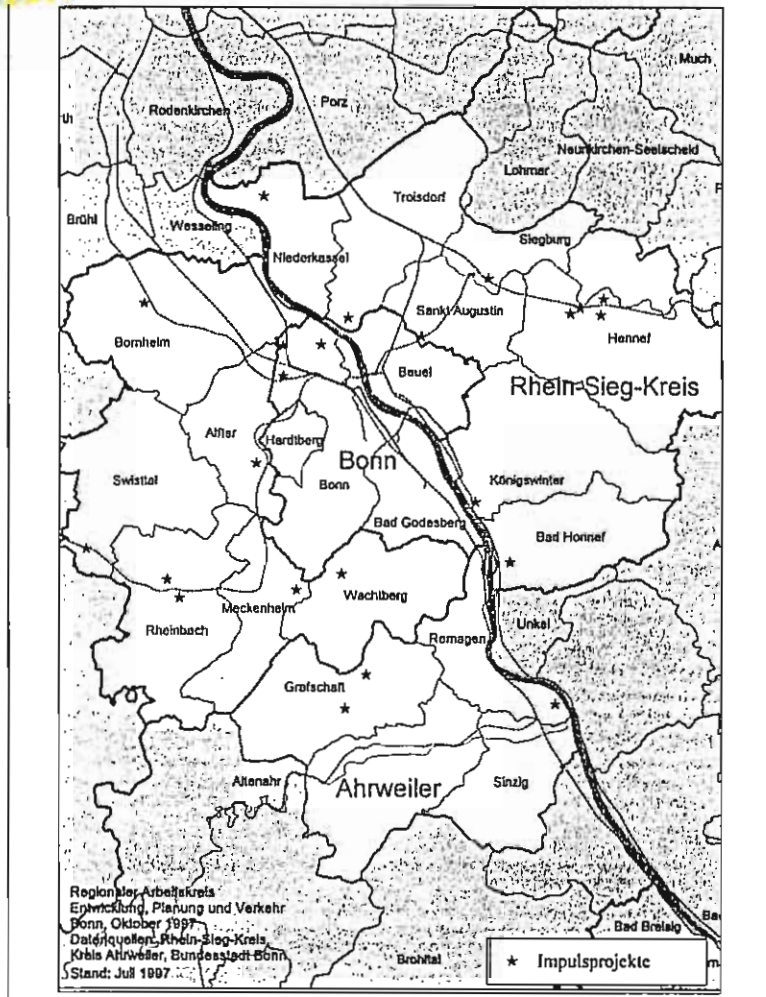 Much
Rodenkirchen
Porz
rth
Neunkirchen-Seelscheid
Lohmar
Troisdorf
Brühl
Wesseling
Siegburg
Niederkassel
Sankt Augustin
Bornheim
Hennef
Beuel
Rhein-Sieg-Kreis
Alfter
Hardtberg
Bonn
Swisttal
Bonn
Königswinter
Bad Godesberg
Bad Honnef
Wachtberg
Meckenheim
Rheinbach
Unkel
Remagen
Grafschaft
Altenahr
Ahrweiler
Sinzig
Regionaler Arbeitskreis
Entwicklung, Planung und Verkehr
Bonn, Oktober 1997
Datenquellen: Rhein-Sieg-Kreis,
Kreis Ahrweiler, Bundesstadt Bonn
Stand: Juli 1997
Bad Breisig
Ba
Brohltal
★ Impulsprojekte